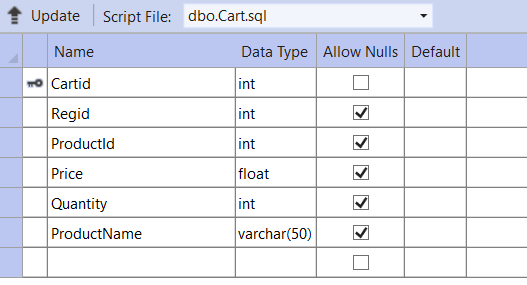 Update Script File: dbo.Cart.sql
Name Data Type Allow Nulls Default
Cartid int
Regid int
ProductId int
Price float
Quantity int
ProductName varchar(50)